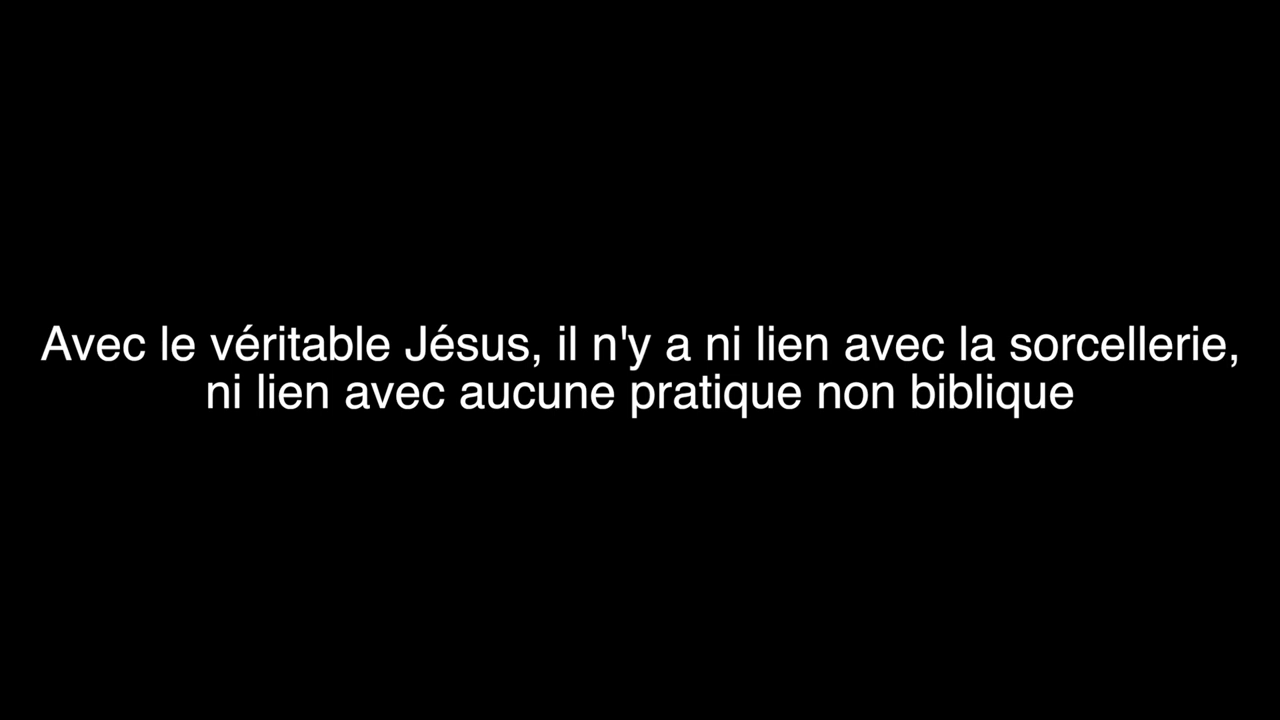 Avec le véritable Jésus, il n'y a ni lien avec la sorcellerie,
ni lien avec aucune pratique non biblique